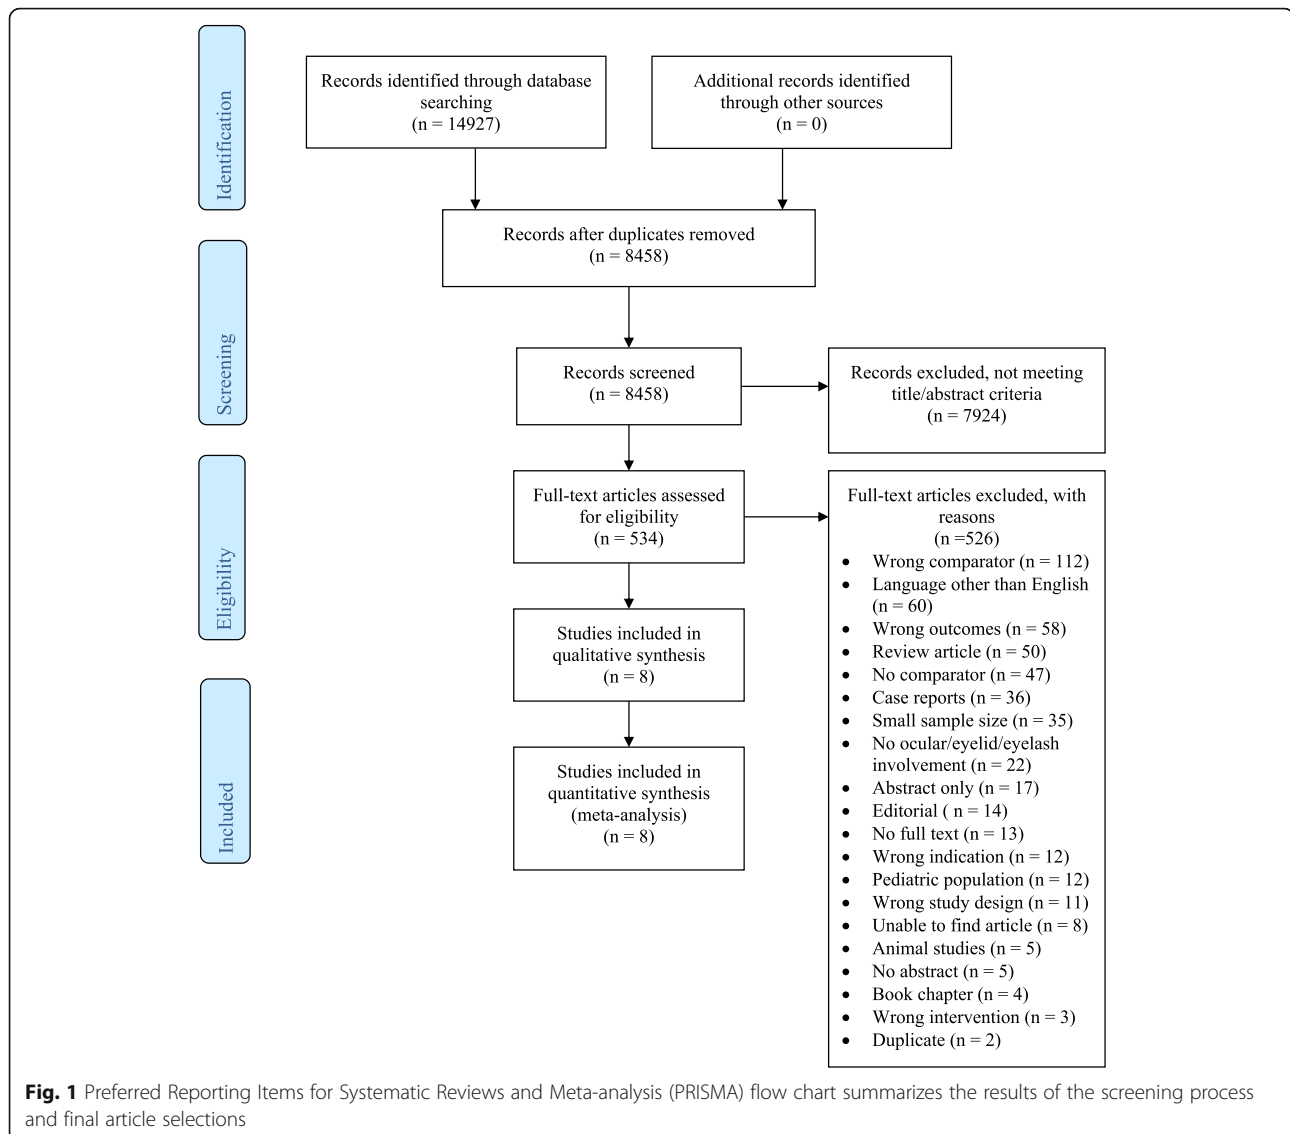 Identification
Records identified through database
searching
(n = 14927)
Additional records identified
through other sources
(n = 0)
Records after duplicates removed
(n = 8458)
Screening
Records screened
(n = 8458)
Records excluded, not meeting
title/abstract criteria
(n = 7924)
Eligibility
Full-text articles assessed
for eligibility
(n = 534)
Full-text articles excluded, with
reasons
(n =526)
• Wrong comparator (n = 112)
• Language other than English
(n = 60)
• Wrong outcomes (n = 58)
• Review article (n = 50)
• No comparator (n = 47)
• Case reports (n = 36)
• Small sample size (n = 35)
• No ocular/eyelid/eyelash
involvement (n = 22)
• Abstract only (n = 17)
• Editorial ( n = 14)
• No full text (n = 13)
• Wrong indication (n = 12)
• Pediatric population (n = 12)
• Wrong study design (n = 11)
• Unable to find article (n = 8)
• Animal studies (n = 5)
• No abstract (n = 5)
• Book chapter (n = 4)
• Wrong intervention (n = 3)
• Duplicate (n = 2)
Studies included in
qualitative synthesis
(n = 8)
Included
Studies included in
quantitative synthesis
(meta-analysis)
(n = 8)
Fig. 1 Preferred Reporting Items for Systematic Reviews and Meta-analysis (PRISMA) flow chart summarizes the results of the screening process
and final article selections